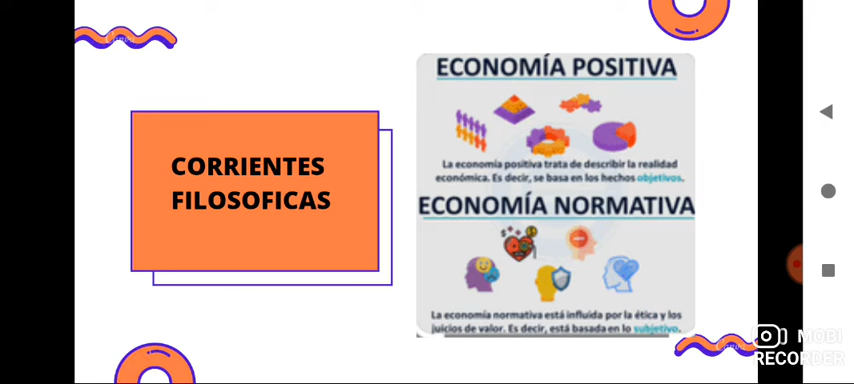 CORRIENTES
FILOSOFICAS
ECONOMÍA POSITIVA
La economía positiva trata de describir la realidad
económica. Es decir, se basa en los hechos objetivos.
ECONOMÍA NORMATIVA
La economía normativa está influida por la ética y los
juicios de valor. Es decir, está basada en lo subjetivo.
MOBI
RECORDER